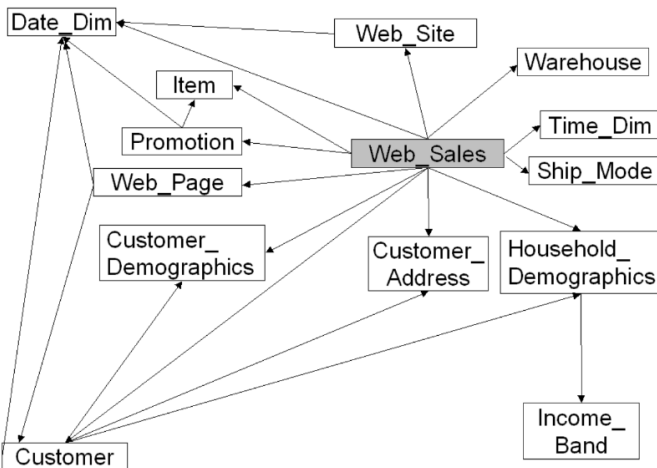 Date_Dim
Web_Site
Warehouse
Item
Time_Dim
Promotion
Web_Sales
Ship_Mode
Web_Page
Customer_
Demographics
Customer_
Address
Household_
Demographics
Income_
Band
Customer